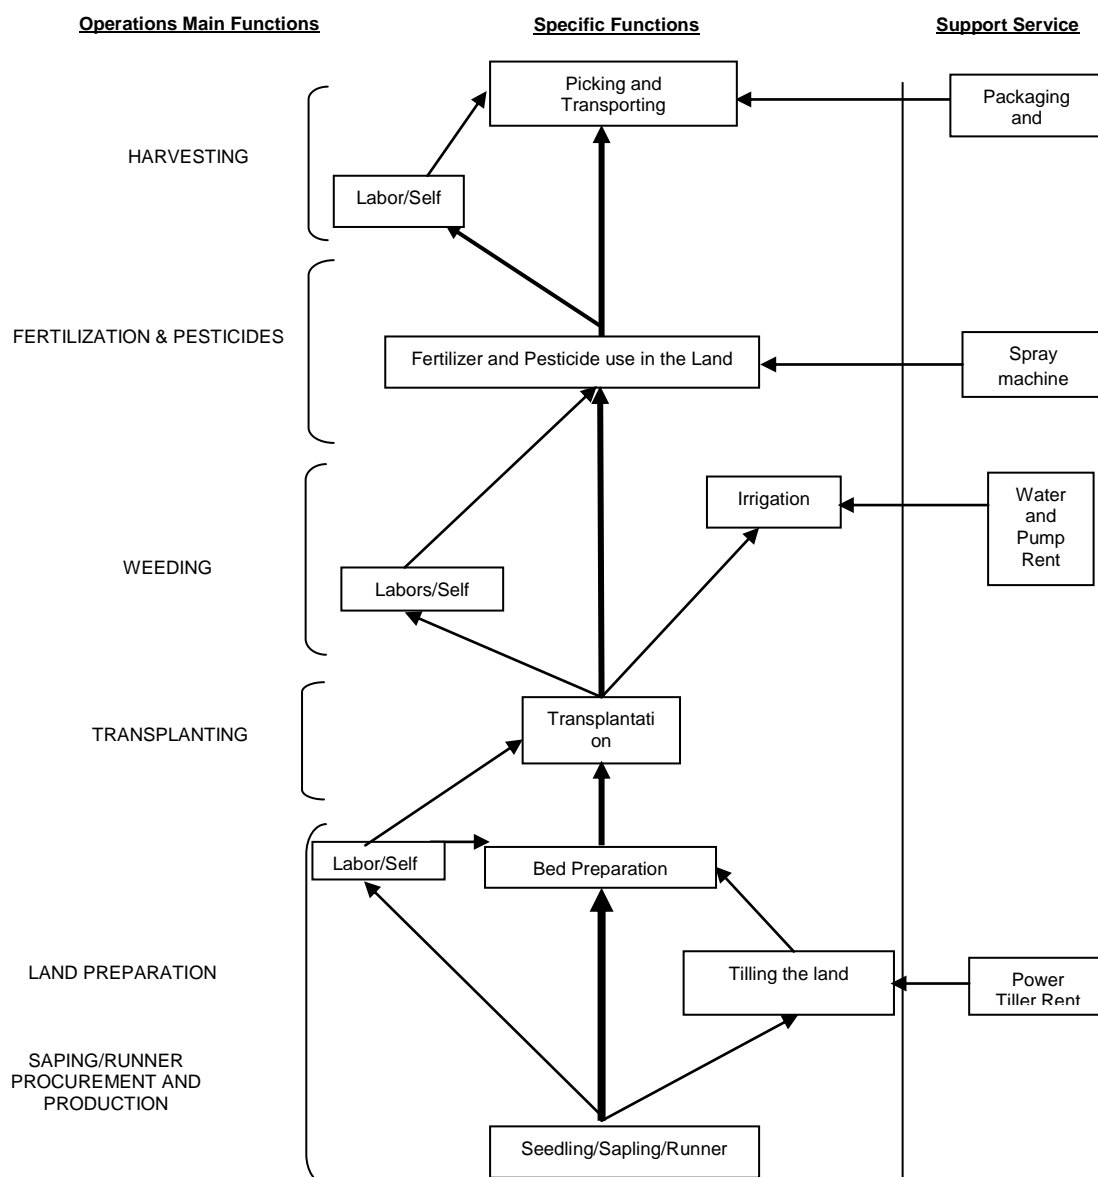 Operations Main Functions
Specific Functions
Support Service
Picking and
Transporting
Packaging
and
HARVESTING
Labor/Self
FERTILIZATION & PESTICIDES
Fertilizer and Pesticide use in the Land
Spray
machine
Irrigation
Water
and
Pump
Rent
WEEDING
Labors/Self
TRANSPLANTING
Transplantati
on
Labor/Self
Bed Preparation
LAND PREPARATION
Tilling the land
Power
Tiller Rent
SAPING/RUNNER
PROCUREMENT AND
PRODUCTION
Seedling/Sapling/Runner